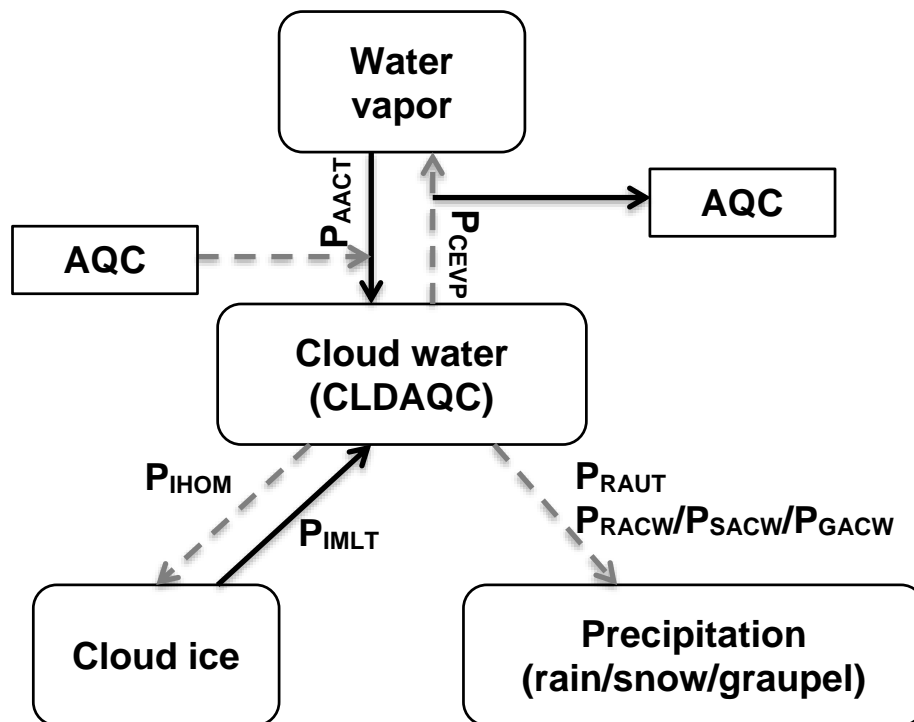 Water
vapor
PAACT
PCEVP
AQC
AQC
Cloud water
(CLDAQC)
PIHOM
PIMLT
PRAUT
PRACW/PSACW/PGACW
Cloud ice
Precipitation
(rain/snow/graupel)